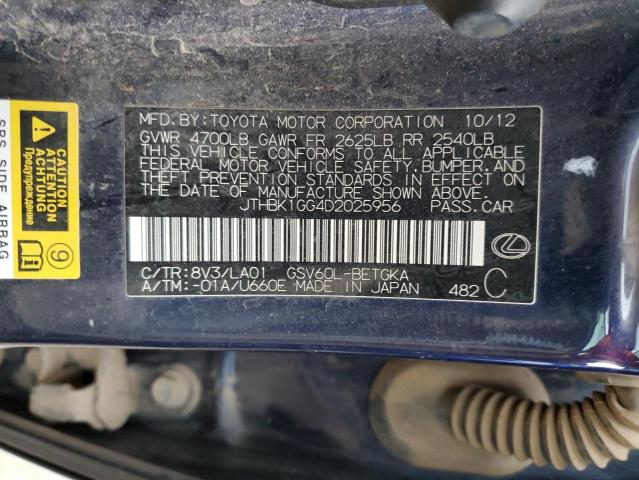 MFD.BY:TOYOTA MOTOR CORPORATION 10/12
GVWR 4700LB GAWR FR 2625LB RR 2540LB
THIS VEHICLE CONFORMS TO ALL APPLICABLE
FEDERAL MOTOR VEHICLE SAFETY,BUMPER,AND
THEFT PREVENTION STANDARDS IN EFFECT ON
THE DATE OF MANUFACTURE SHOWN ABOVE.
JTHBK1GG4D2025956 PASS.CAR
C/TR:8V3/LA01 GSV60L-BETGKA
A/TM:-01A/U660E MADE IN JAPAN 482 C
CAUTION
ATTENTION
ACHTUNG
Предупреждение
9
SRS SIDE AIRBAG